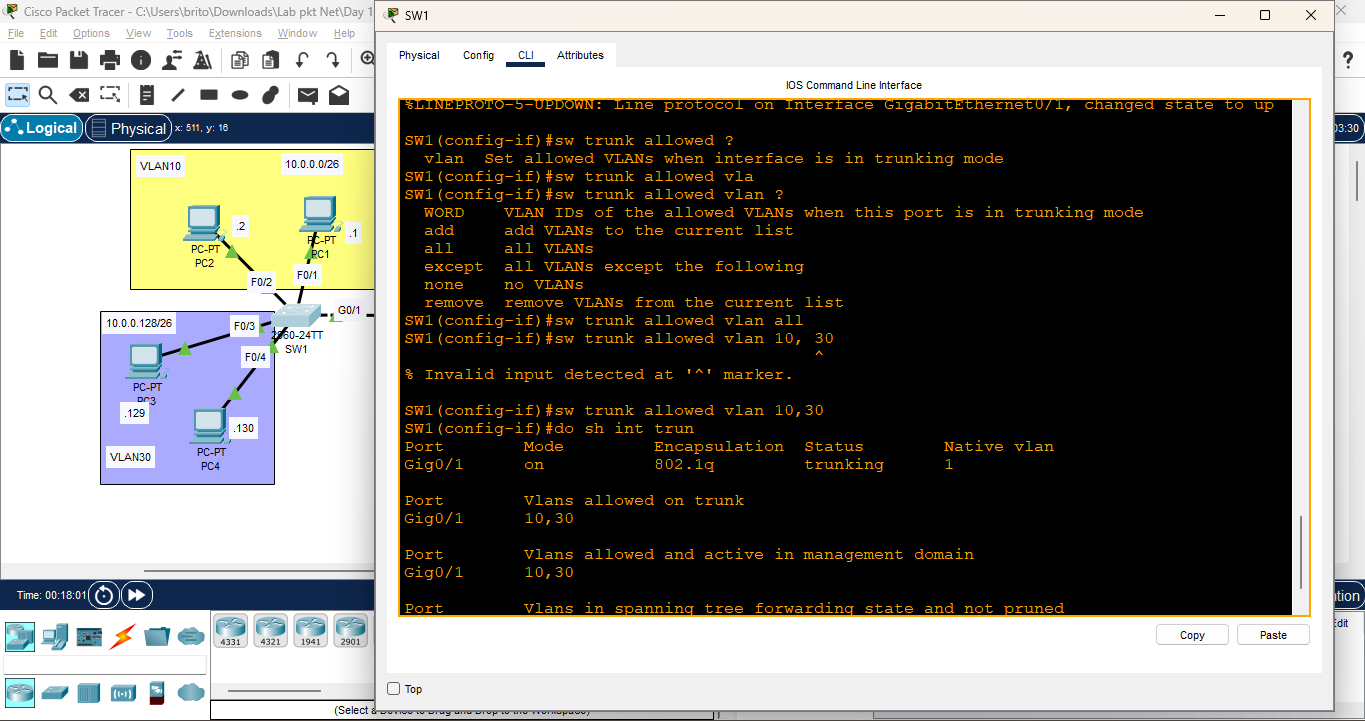 Cisco Packet Tracer - C:\Users\brito\Downloads\Lab pkt Net\Day 1
File Edit Options View Tools Extensions Window Help
Logical
Physical
x: 511, y: 16
VLAN10
10.0.0.0/26
.2
.1
PC-PT
PC2
PC-PT
PC1
F0/2
F0/1
10.0.0.128/26
F0/3
G0/1
2960-24TT
SW1
F0/4
PC-PT
PC3
.129
.130
PC-PT
PC4
VLAN30
Time: 00:18:01
4331
4321
1941
2901
(Select a Device to Drag and Drop to the Workspace)
SW1
Physical Config CLI Attributes
IOS Command Line Interface
%LINEPROTO-5-UPDOWN: Line protocol on Interface GigabitEthernet0/1, changed state to up
SW1(config-if)#sw trunk allowed ?
vlan Set allowed VLANs when interface is in trunking mode
SW1(config-if)#sw trunk allowed vla
SW1(config-if)#sw trunk allowed vlan ?
WORD VLAN IDs of the allowed VLANs when this port is in trunking mode
add add VLANs to the current list
all all VLANs
except all VLANs except the following
none no VLANs
remove remove VLANs from the current list
SW1(config-if)#sw trunk allowed vlan all
SW1(config-if)#sw trunk allowed vlan 10, 30
^
% Invalid input detected at '^' marker.
SW1(config-if)#sw trunk allowed vlan 10,30
SW1(config-if)#do sh int trun
Port Mode Encapsulation Status Native vlan
Gig0/1 on 802.1q trunking 1
Port Vlans allowed on trunk
Gig0/1 10,30
Port Vlans allowed and active in management domain
Gig0/1 10,30
Port Vlans in spanning tree forwarding state and not pruned
Copy
Paste
Top
03:30
?
tion